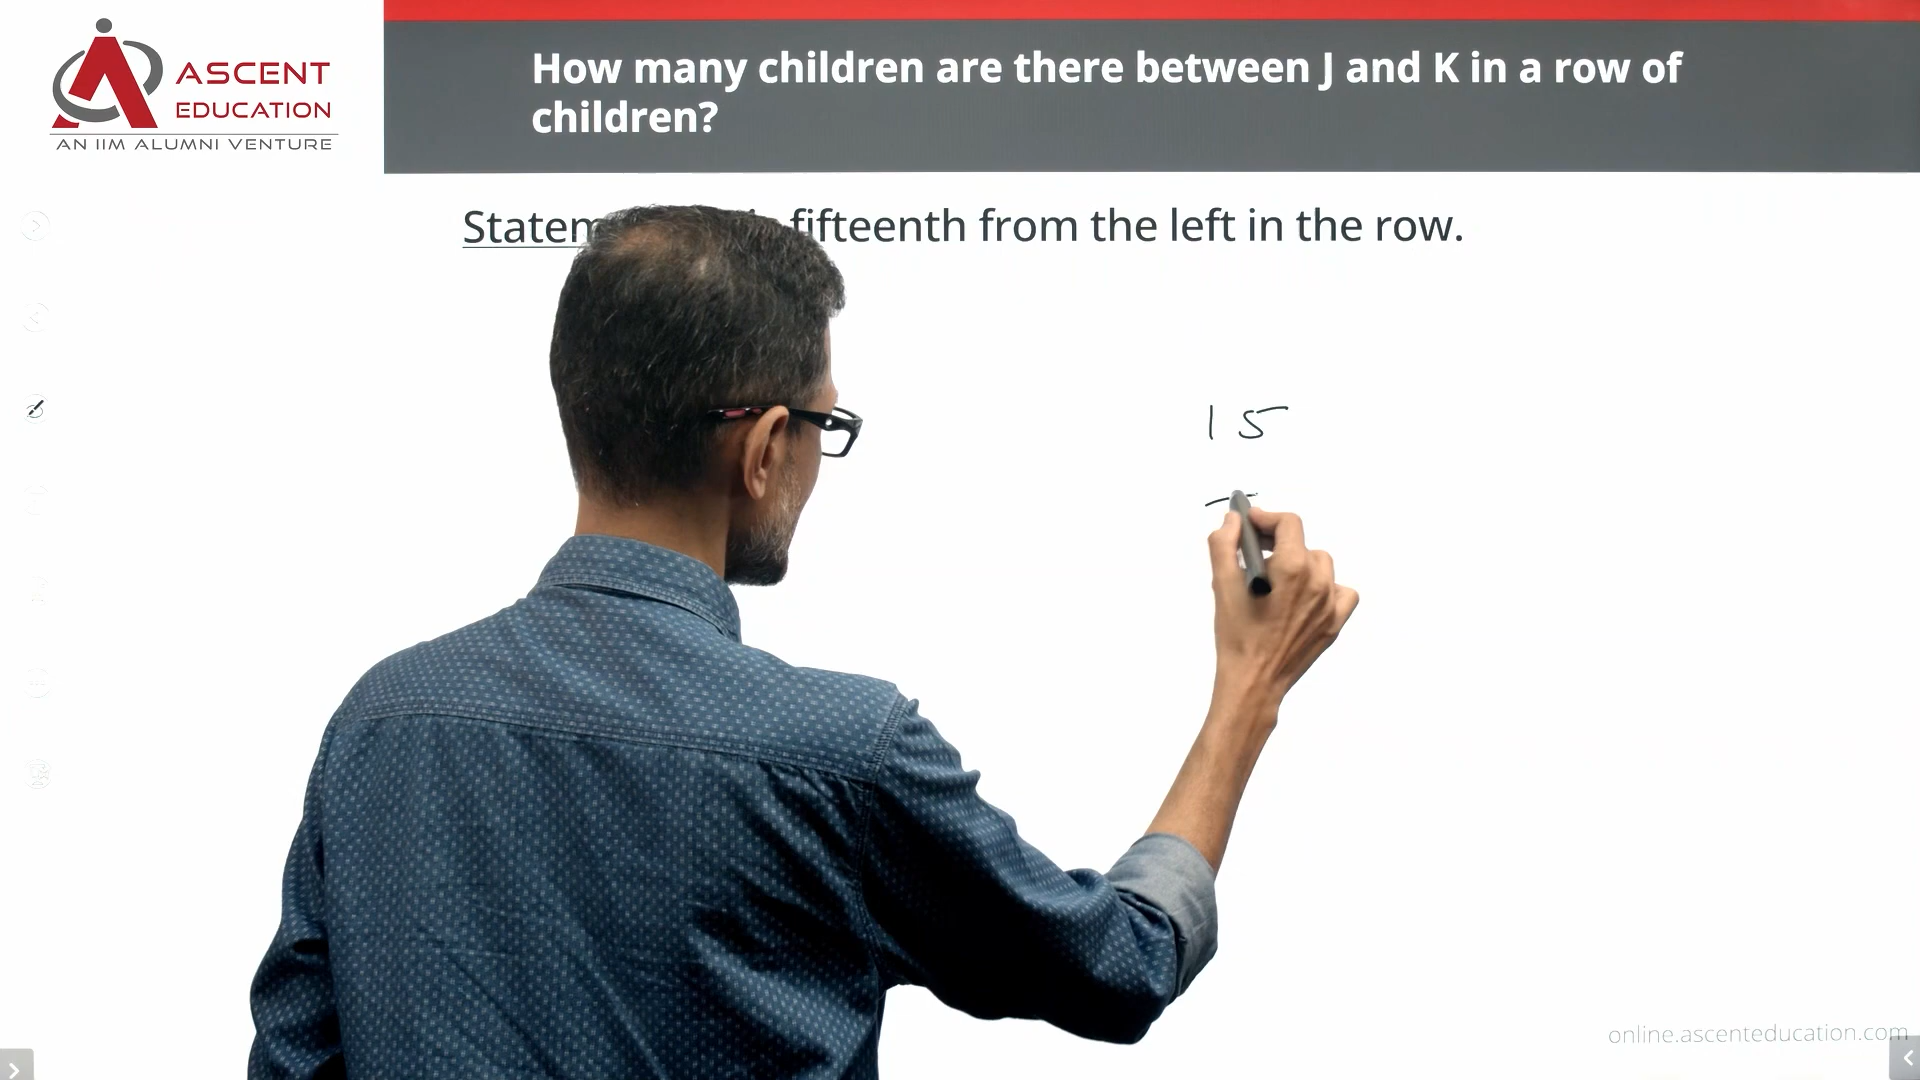 ASCENT
EDUCATION
AN IIM ALUMNI VENTURE
How many children are there between J and K in a row of
children?
fifteenth from the left in the row.
15
online.ascenteducation.com